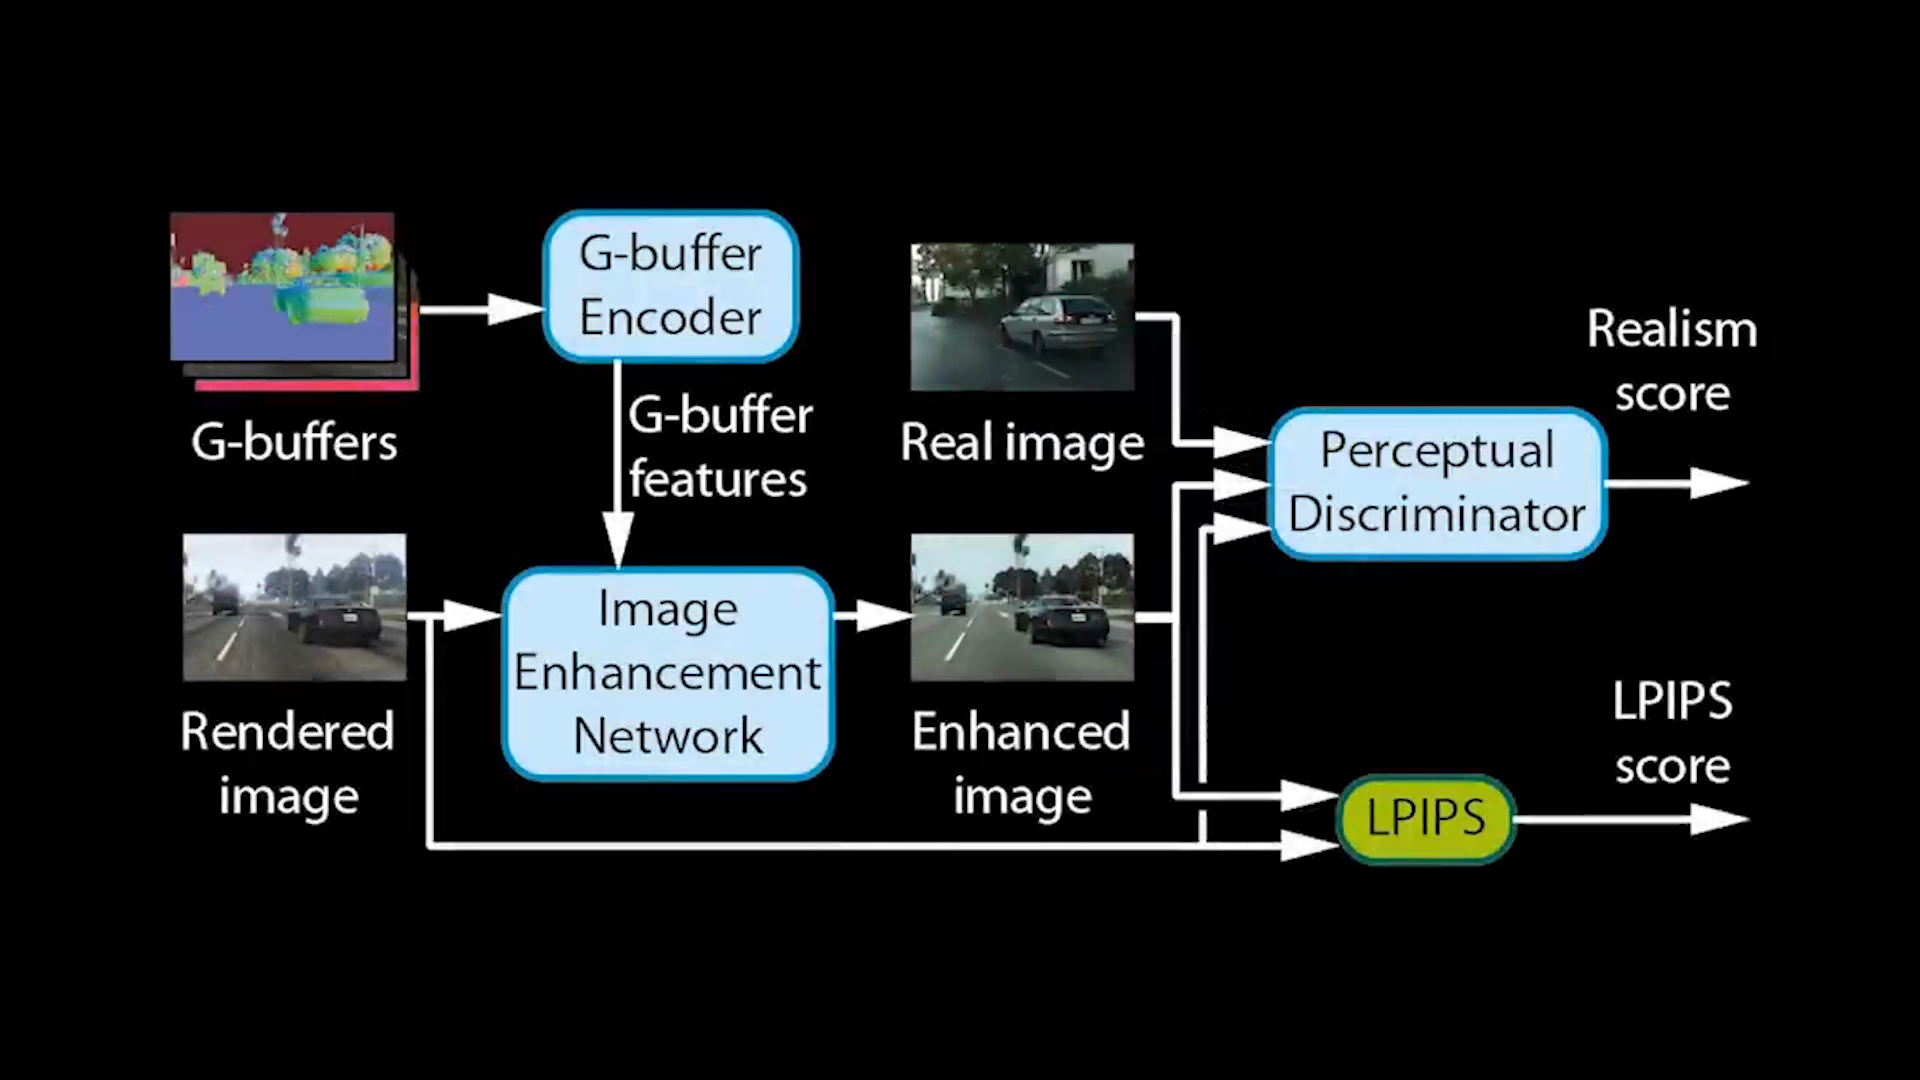 G-buffer
Encoder
G-buffers
G-buffer
features
Real image
Realism
score
Perceptual
Discriminator
Rendered
image
Image
Enhancement
Network
Enhanced
image
LPIPS
LPIPS
score